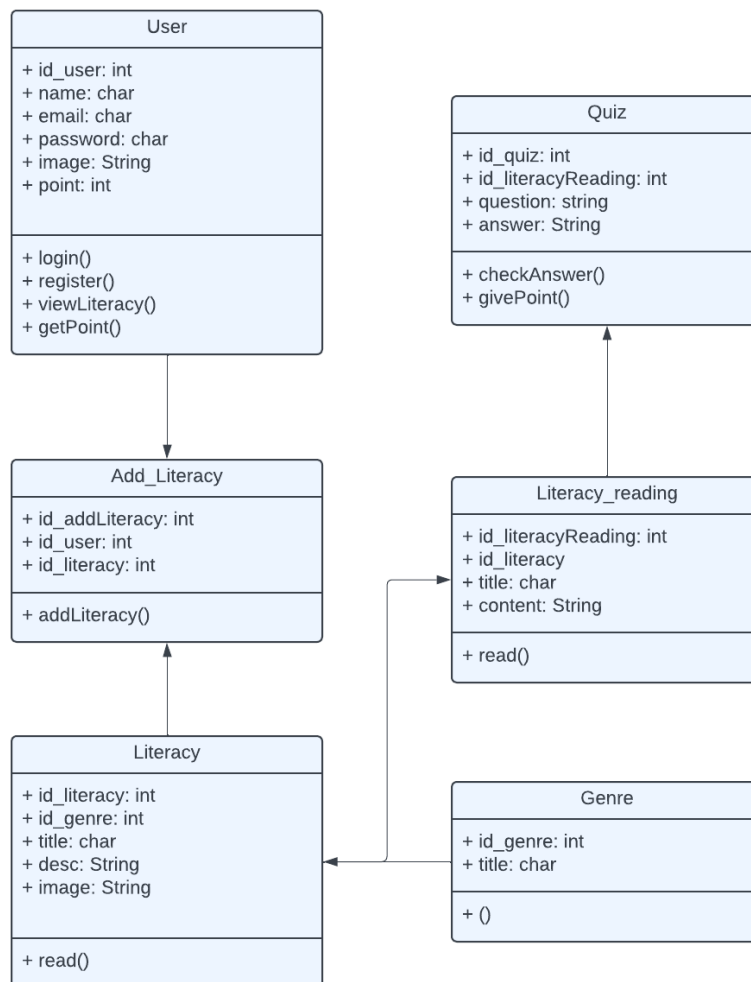 User
+ id_user: int
+ name: char
+ email: char
+ password: char
+ image: String
+ point: int
+ login()
+ register()
+ viewLiteracy()
+ getPoint()
Quiz
+ id_quiz: int
+ id_literacyReading: int
+ question: string
+ answer: String
+ checkAnswer()
+ givePoint()
Add_Literacy
+ id_addLiteracy: int
+ id_user: int
+ id_literacy: int
+ addLiteracy()
Literacy_reading
+ id_literacyReading: int
+ id_literacy
+ title: char
+ content: String
+ read()
Literacy
+ id_literacy: int
+ id_genre: int
+ title: char
+ desc: String
+ image: String
+ read()
Genre
+ id_genre: int
+ title: char
+ ()